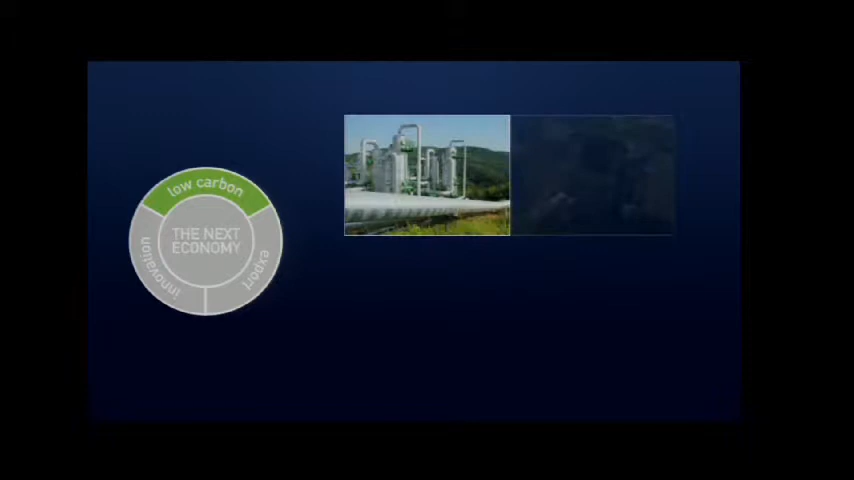 low carbon
THE NEXT
ECONOMY
innovation
export